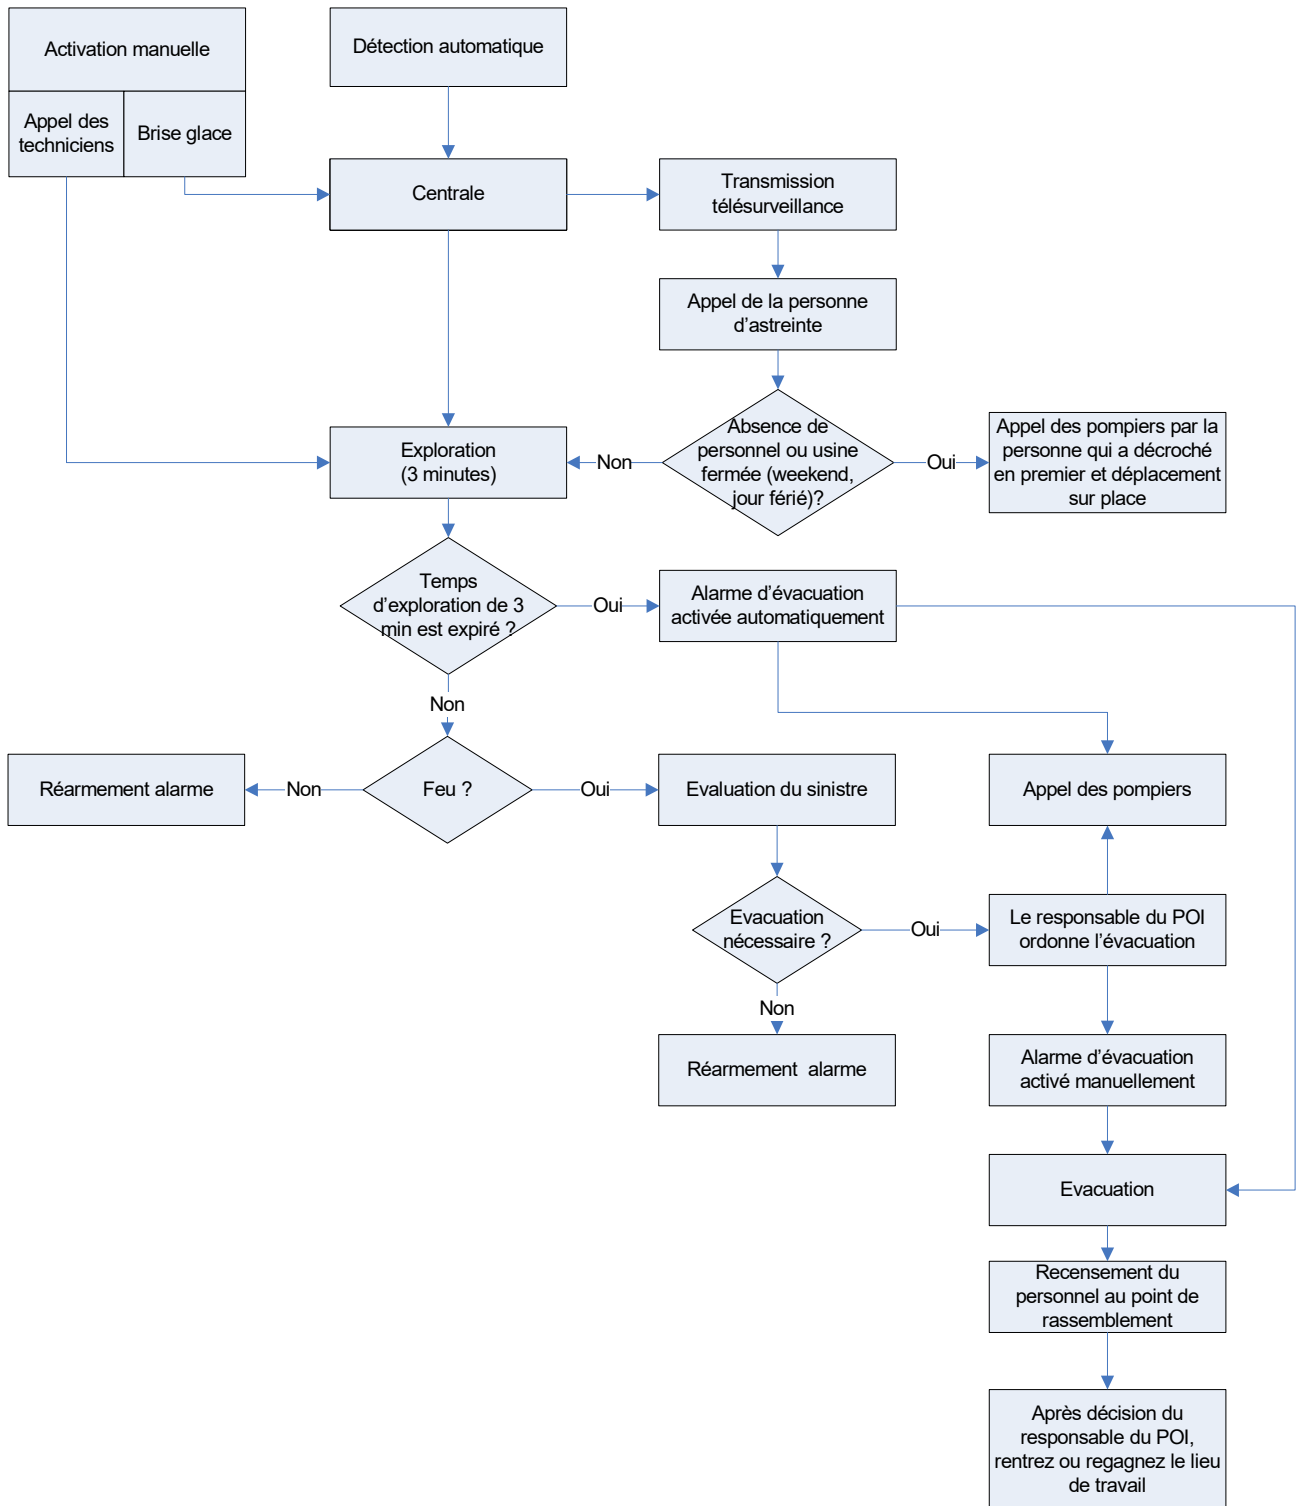 Activation manuelle
Détection automatique
Appel des
techniciens
Brise glace
Centrale
Transmission
télésurveillance
Appel de la personne
d’astreinte
Absence de
personnel ou usine
fermée (weekend,
jour férié)?
Non
Oui
Appel des pompiers par la
personne qui a décroché
en premier et déplacement
sur place
Exploration
(3 minutes)
Temps
d’exploration de 3
min est expiré ?
Oui
Alarme d’évacuation
activée automatiquement
Non
Réarmement alarme
Non
Feu ?
Oui
Evaluation du sinistre
Appel des pompiers
Evacuation
nécessaire ?
Oui
Le responsable du POI
ordonne l’évacuation
Non
Réarmement  alarme
Alarme d’évacuation
activé manuellement
Evacuation
Recensement du
personnel au point de
rassemblement
Après décision du
responsable du POI,
rentrez ou regagnez le lieu
de travail